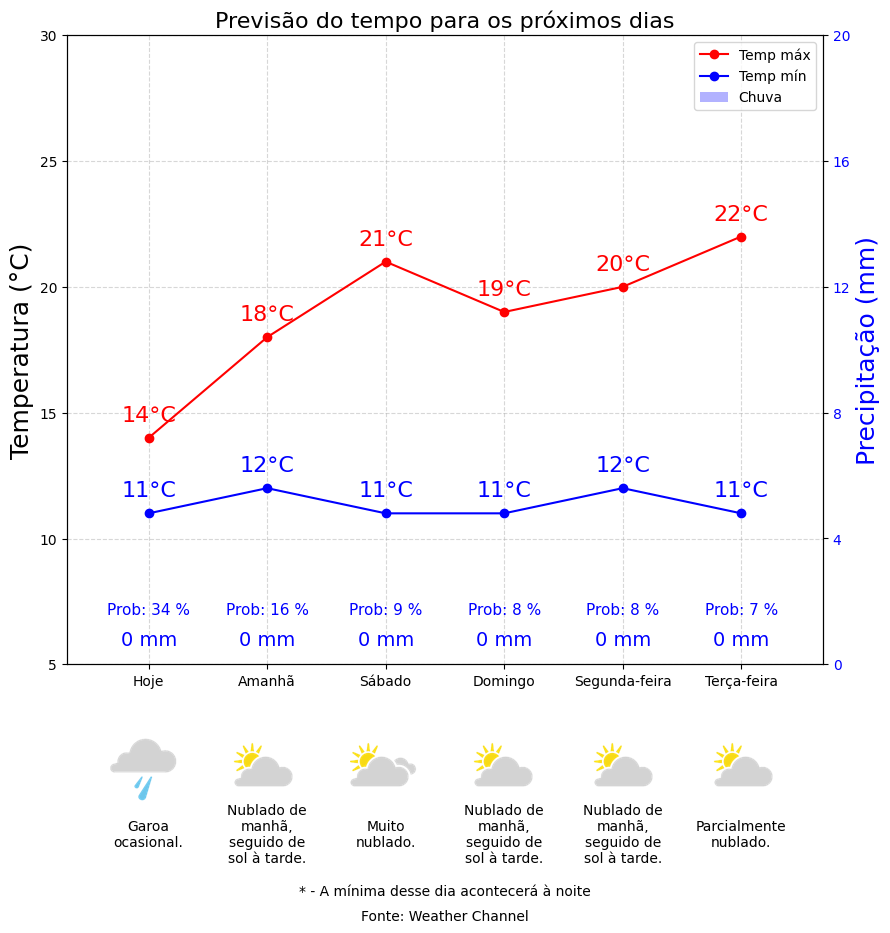 Previsão do tempo para os próximos dias
Temp máx
Temp mín
Chuva
Temperatura (°C)
Precipitação (mm)
30
25
20
15
10
5
20
16
12
8
4
0
14°C
18°C
21°C
19°C
20°C
22°C
11°C
12°C
11°C
11°C
12°C
11°C
Prob: 34 %
Prob: 16 %
Prob: 9 %
Prob: 8 %
Prob: 8 %
Prob: 7 %
0 mm
0 mm
0 mm
0 mm
0 mm
0 mm
Hoje
Amanhã
Sábado
Domingo
Segunda-feira
Terça-feira
Garoa
ocasional.
Nublado de
manhã,
seguido de
sol à tarde.
Muito
nublado.
Nublado de
manhã,
seguido de
sol à tarde.
Nublado de
manhã,
seguido de
sol à tarde.
Parcialmente
nublado.
* - A mínima desse dia acontecerá à noite
Fonte: Weather Channel